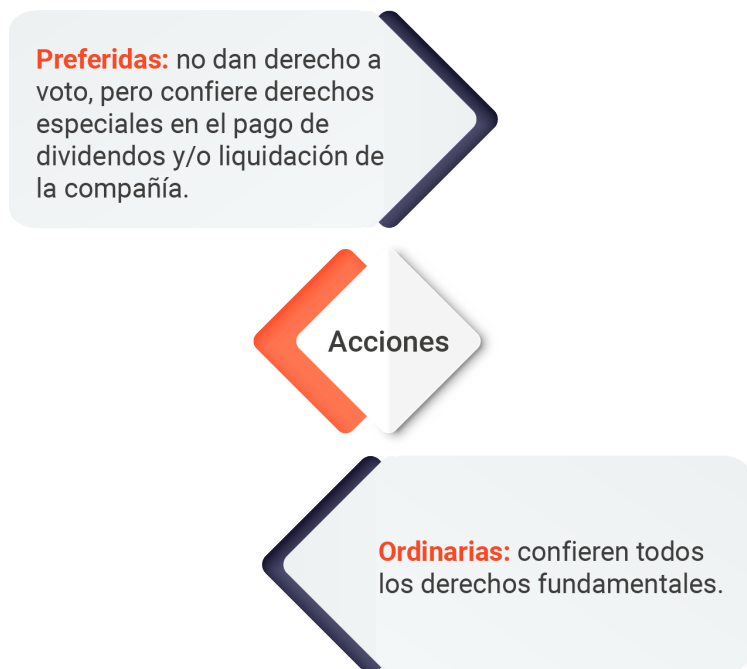 Preferidas: no dan derecho a
voto, pero confiere derechos
especiales en el pago de
dividendos y/o liquidación de
la compañía.
Acciones
Ordinarias: confieren todos
los derechos fundamentales.